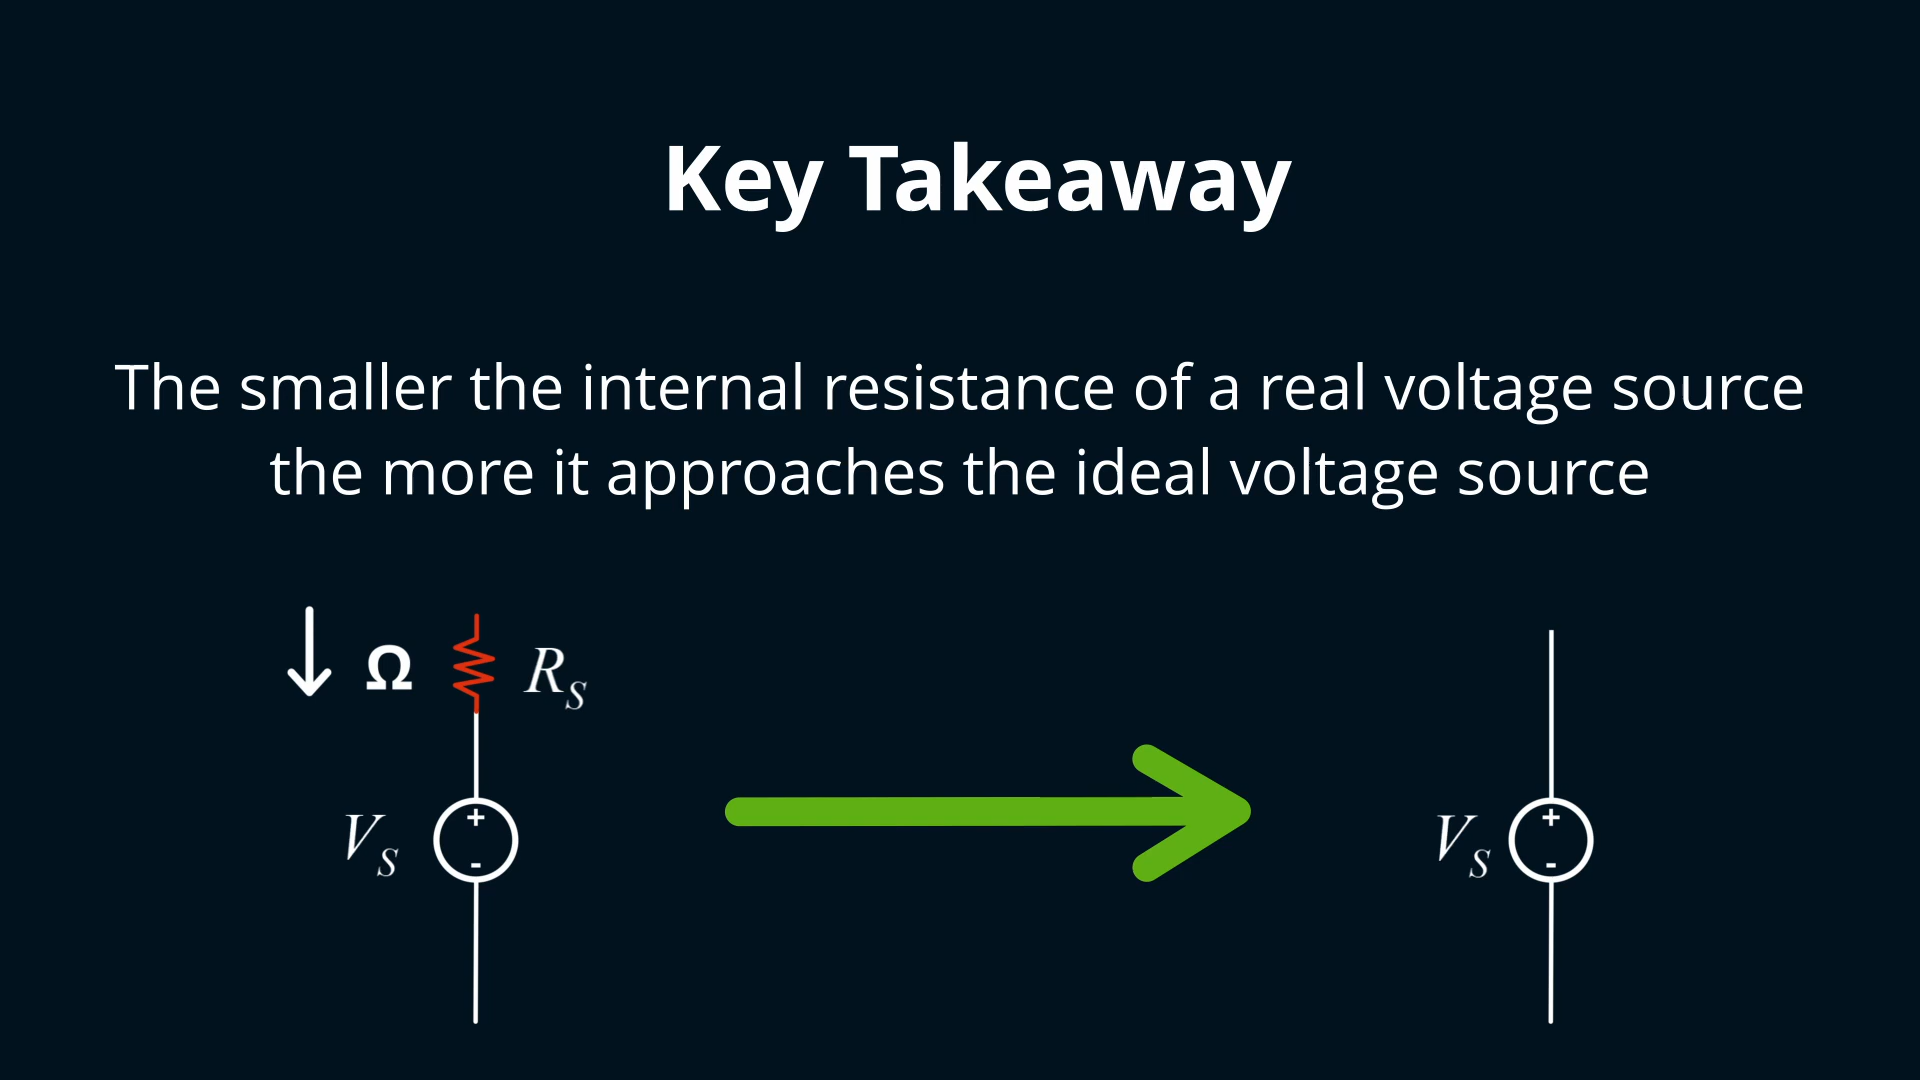 Key Takeaway
The smaller the internal resistance of a real voltage source
the more it approaches the ideal voltage source
Ω R_S
V_S + -
V_S + -